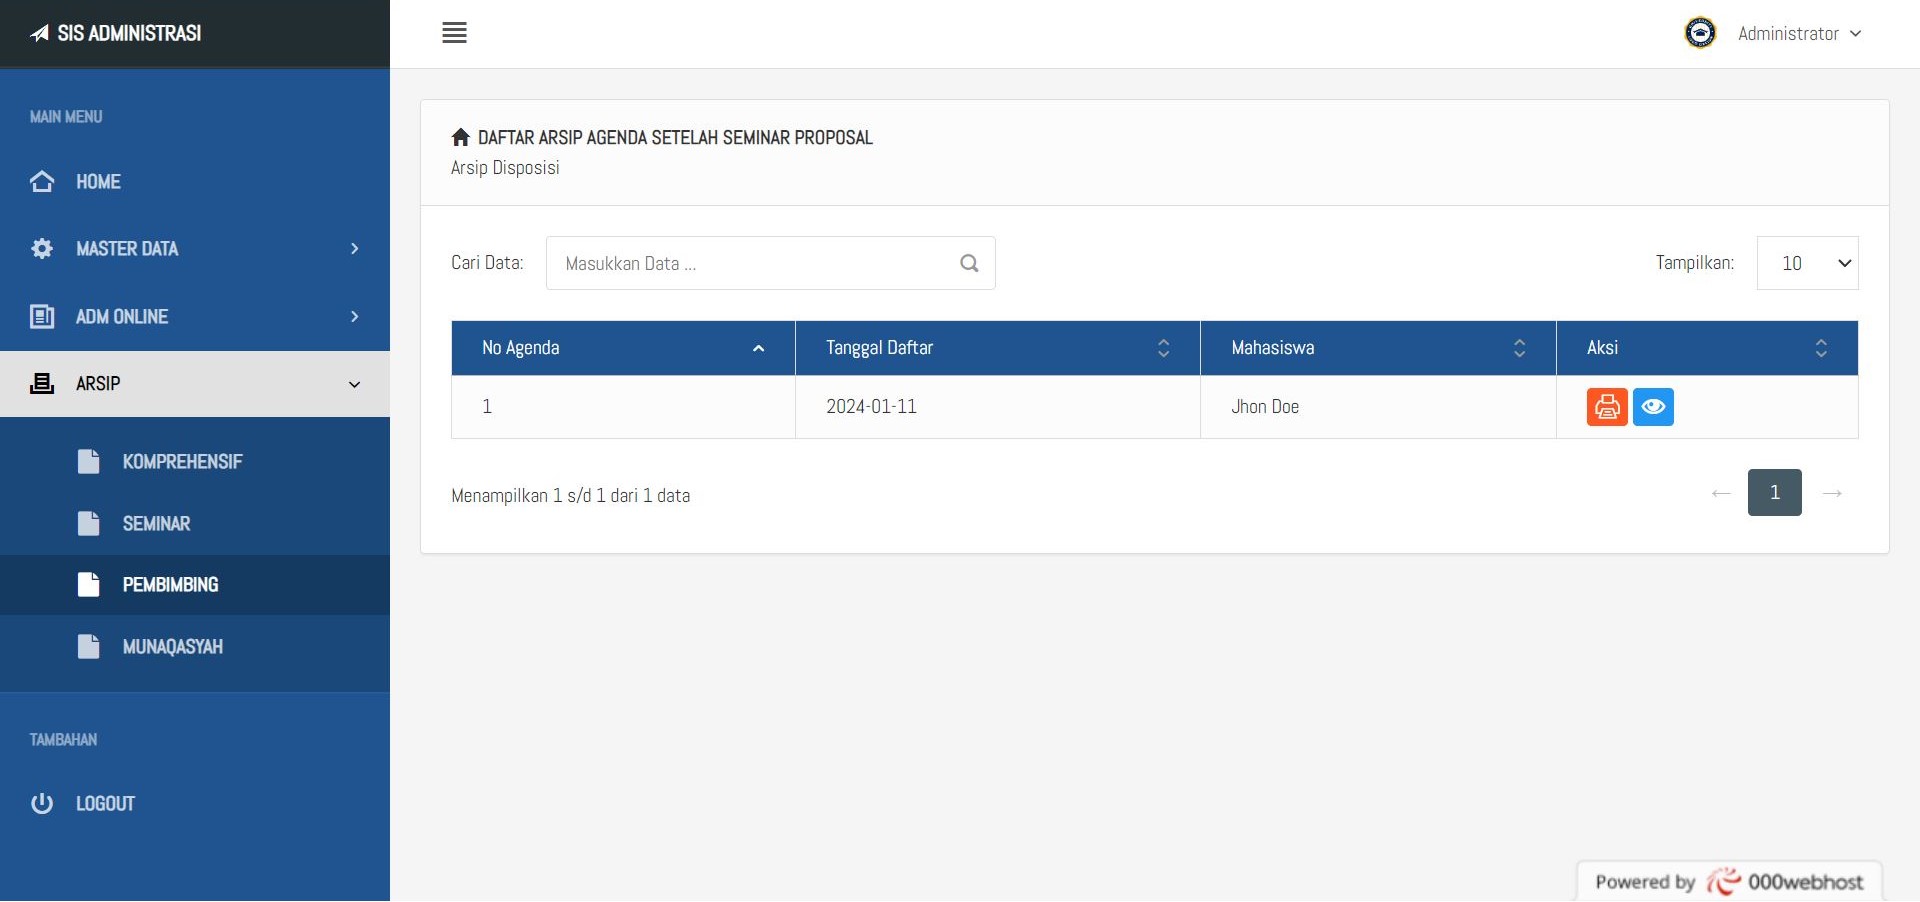 SIS ADMINISTRASI
Administrator
MAIN MENU
HOME
MASTER DATA
ADM ONLINE
ARSIP
KOMPREHENSIF
SEMINAR
PEMBIMBING
MUNAQASYAH
TAMBAHAN
LOGOUT
DAFTAR ARSIP AGENDA SETELAH SEMINAR PROPOSAL
Arsip Disposisi
Cari Data: Masukkan Data ... Tampilkan: 10
No Agenda Tanggal Daftar Mahasiswa Aksi
1 2024-01-11 Jhon Doe
Menampilkan 1 s/d 1 dari 1 data ← 1 →
Powered by 000webhost